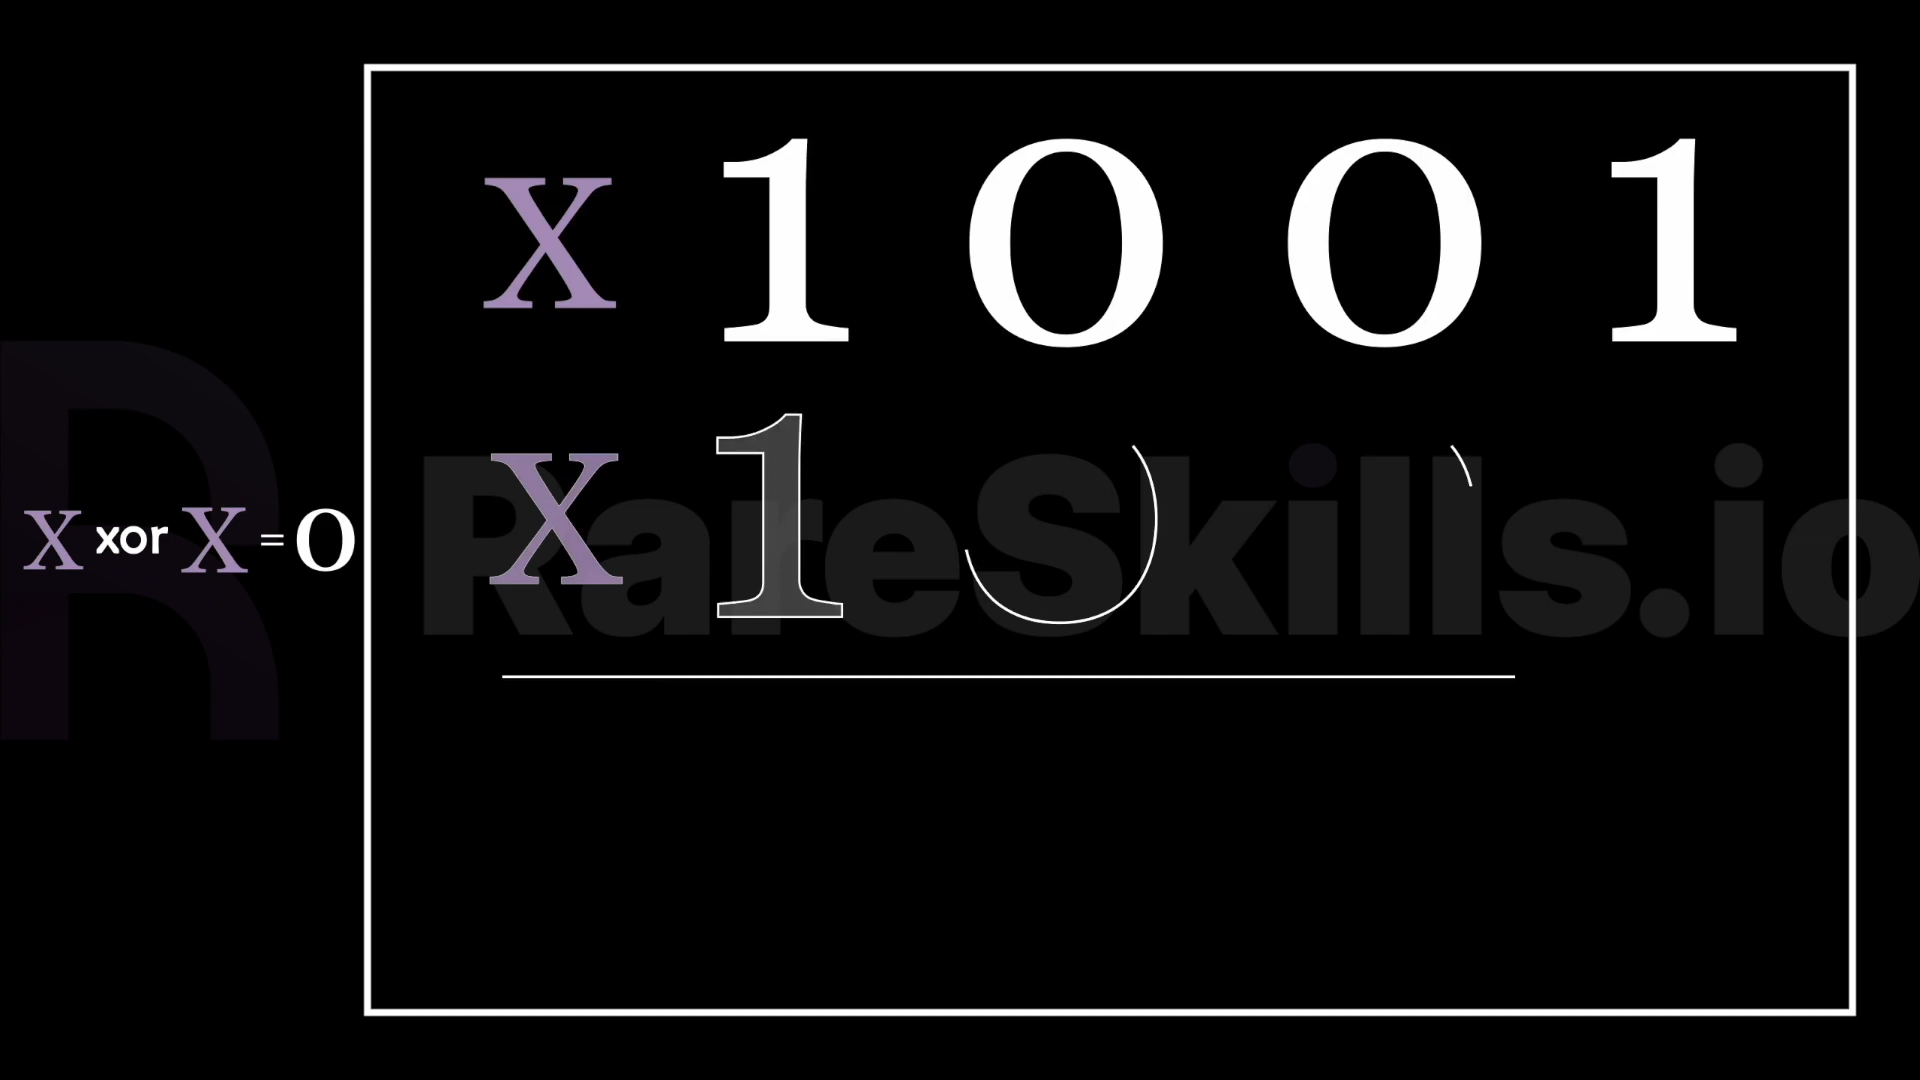 X 1 0 0 1
X xor X = 0
X 1
RareSkills.io